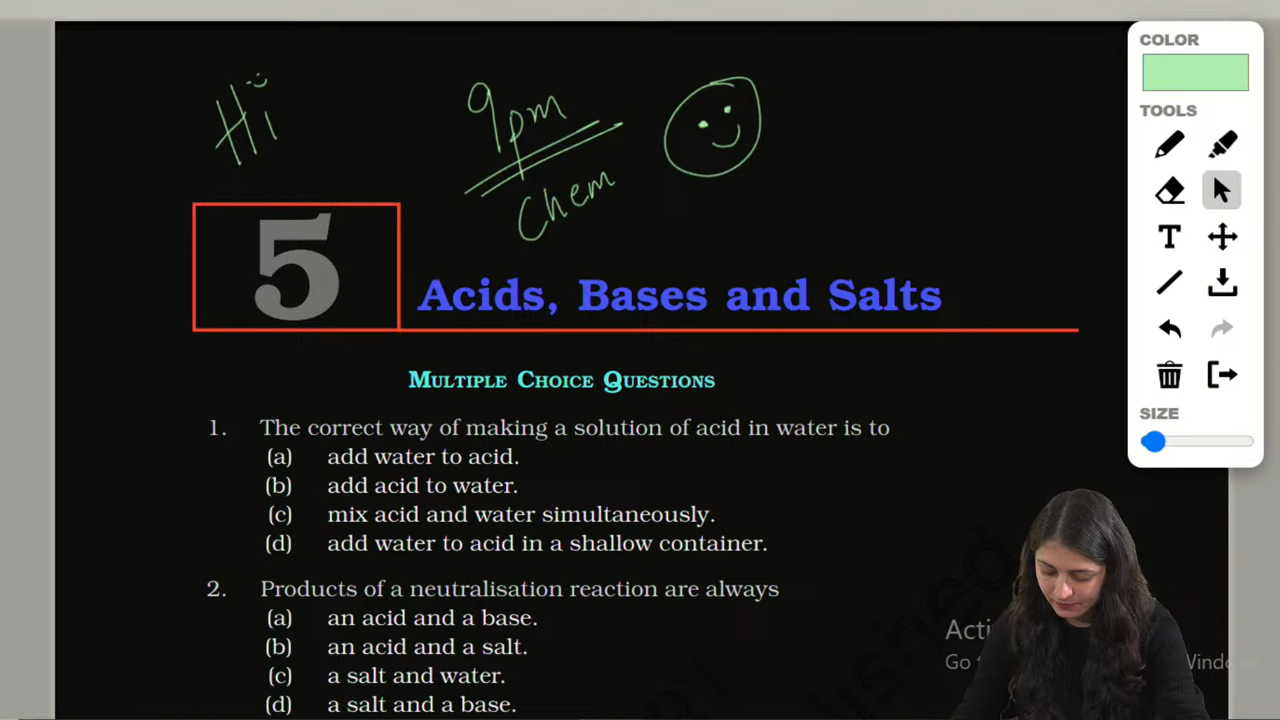 Hi
9pm
Chem
5
Acids, Bases and Salts
MULTIPLE CHOICE QUESTIONS
1. The correct way of making a solution of acid in water is to
(a) add water to acid.
(b) add acid to water.
(c) mix acid and water simultaneously.
(d) add water to acid in a shallow container.
2. Products of a neutralisation reaction are always
(a) an acid and a base.
(b) an acid and a salt.
(c) a salt and water.
(d) a salt and a base.
COLOR
TOOLS
T
SIZE